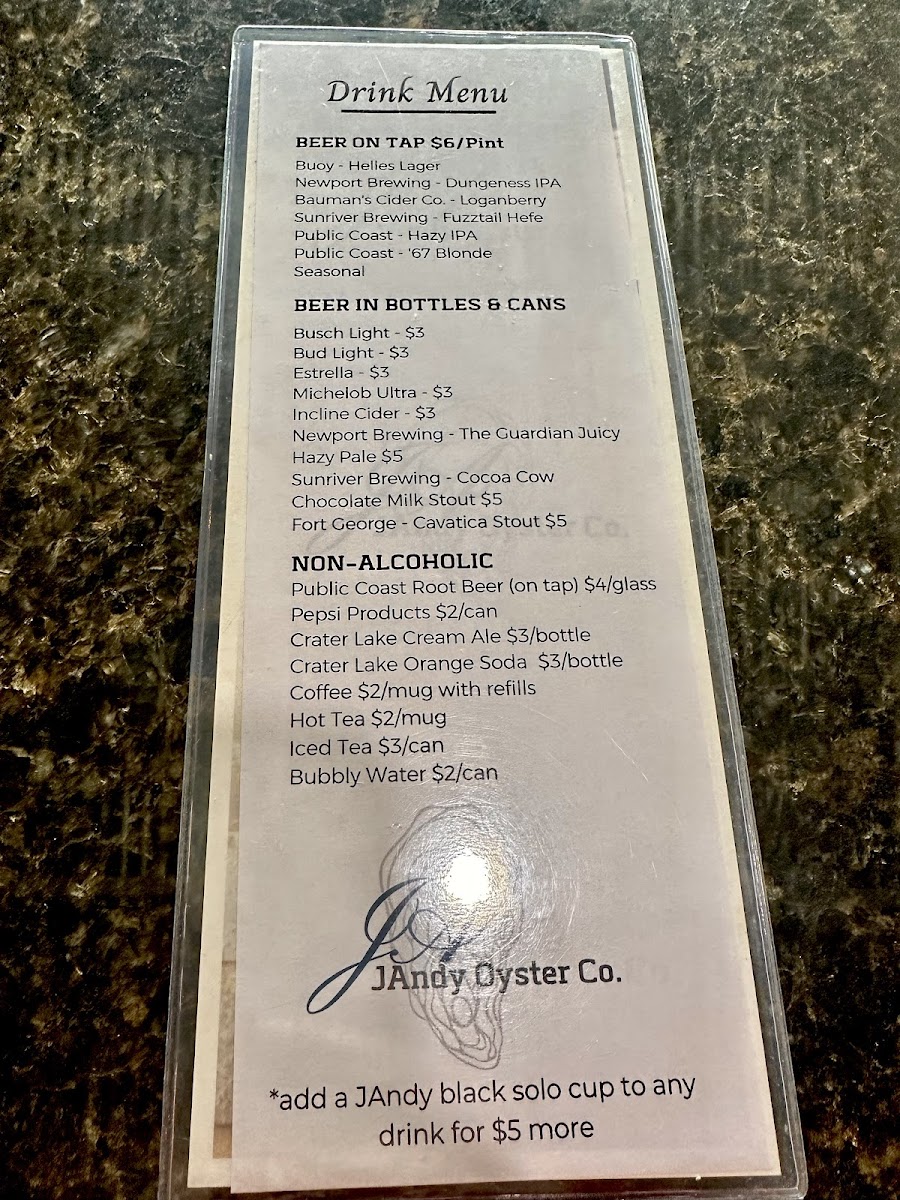 Drink Menu
BEER ON TAP $6/Pint
Buoy - Helles Lager
Newport Brewing - Dungeness IPA
Bauman's Cider Co. - Loganberry
Sunriver Brewing - Fuzztail Hefe
Public Coast - Hazy IPA
Public Coast - '67 Blonde
Seasonal
BEER IN BOTTLES & CANS
Busch Light - $3
Bud Light - $3
Estrella - $3
Michelob Ultra - $3
Incline Cider - $3
Newport Brewing - The Guardian Juicy
Hazy Pale $5
Sunriver Brewing - Cocoa Cow
Chocolate Milk Stout $5
Fort George - Cavatica Stout $5
NON-ALCOHOLIC
Public Coast Root Beer (on tap) $4/glass
Pepsi Products $2/can
Crater Lake Cream Ale $3/bottle
Crater Lake Orange Soda  $3/bottle
Coffee $2/mug with refills
Hot Tea $2/mug
Iced Tea $3/can
Bubbly Water $2/can
JA
JAndy Oyster Co.
*add a JAndy black solo cup to any
drink for $5 more